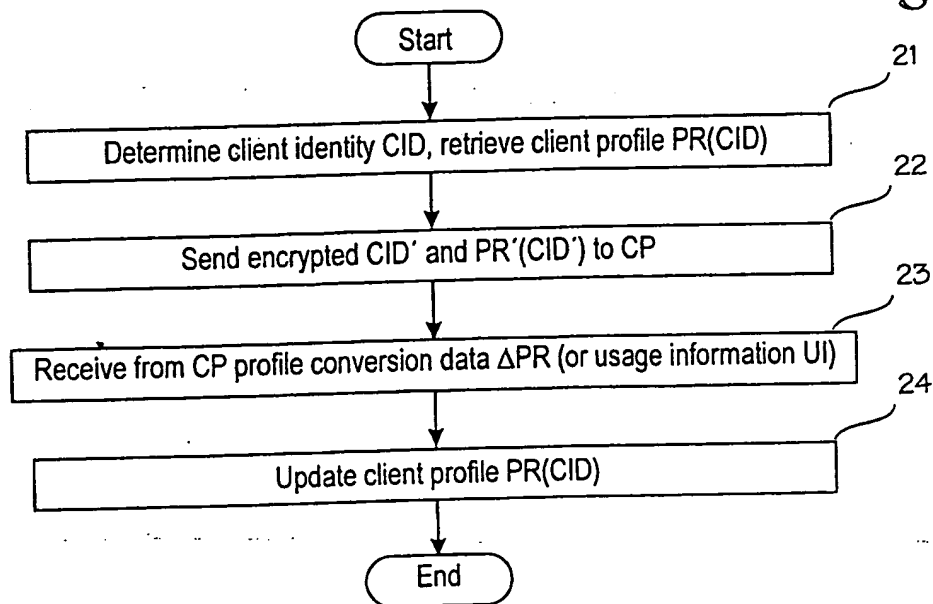 Start
21
Determine client identity CID, retrieve client profile PR(CID)
22
Send encrypted CID′ and PR′(CID′) to CP
23
Receive from CP profile conversion data ΔPR (or usage information UI)
24
Update client profile PR(CID)
End